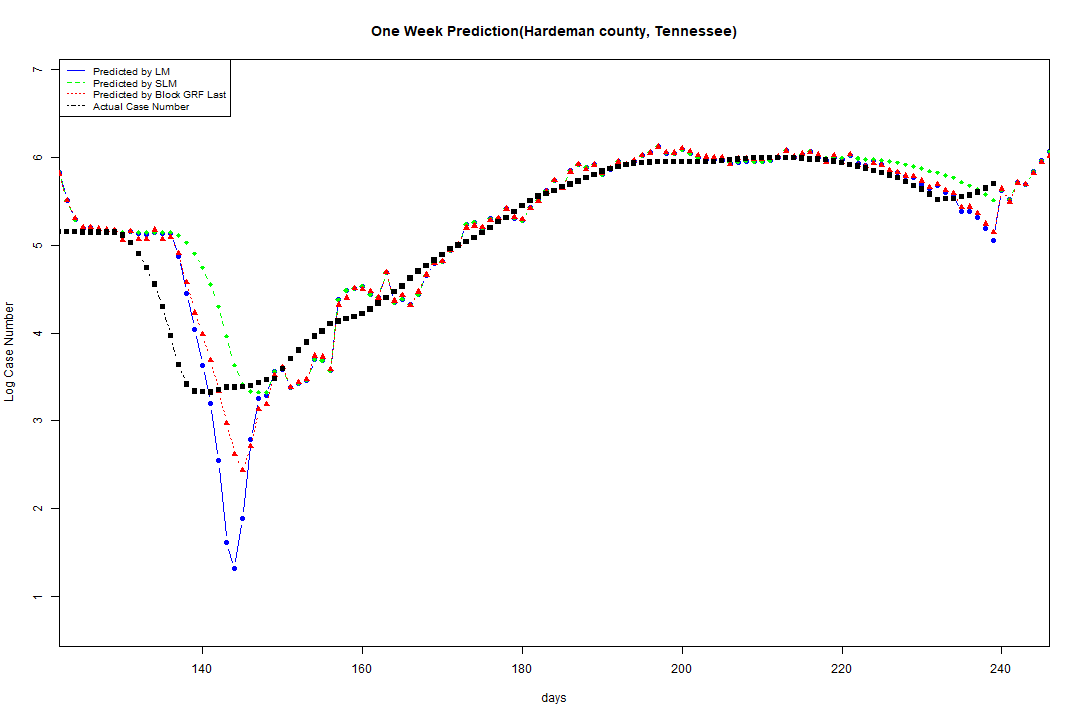 One Week Prediction(Hardeman county, Tennessee)
Predicted by LM
Predicted by SLM
Predicted by Block GRF Last
Actual Case Number
Log Case Number
7
6
5
4
3
2
1
140 160 180 200 220 240
days